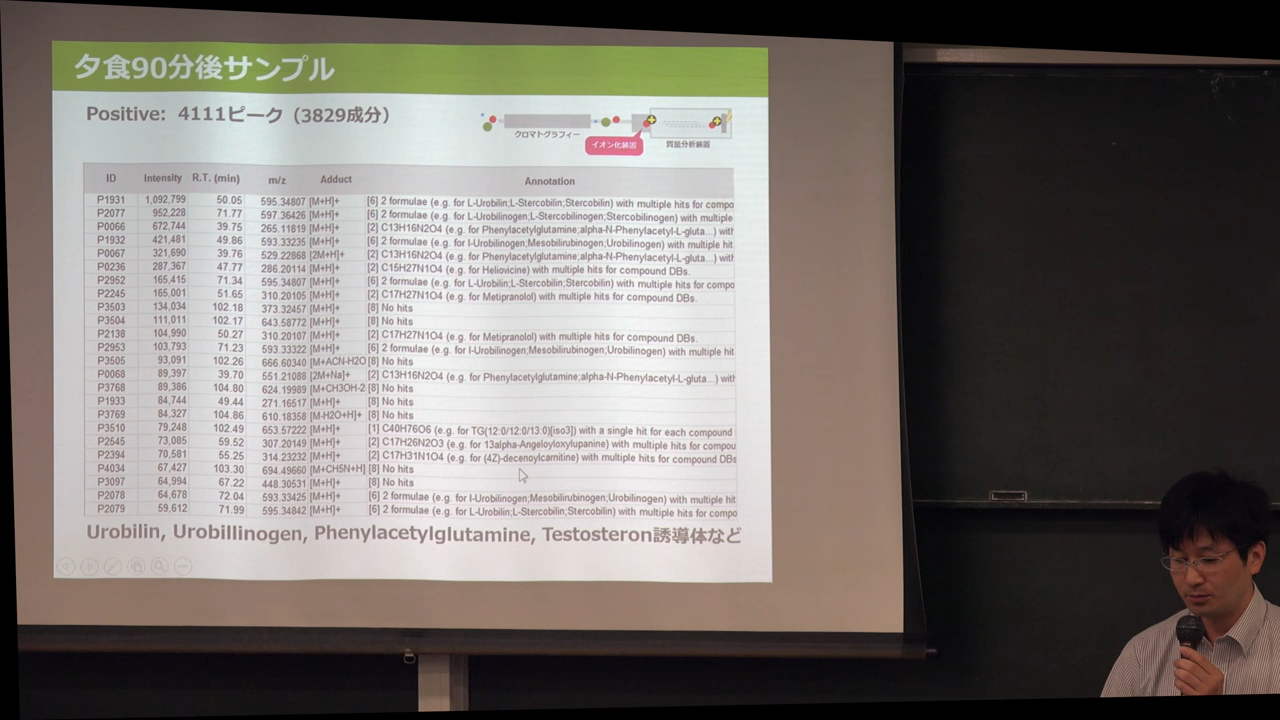 夕食90分後サンプル
Positive: 4111ピーク（3829成分）
クロマトグラフィー
イオン化装置
質量分析装置
ID Intensity R.T. (min) m/z Adduct Annotation
P1931 1,092,799 50.05 595.34807 [M+H]+ [6] 2 formulae (e.g. for L-Urobilin;L-Stercobilin;Stercobilin) with multiple hits for compo
P2077 952,228 71.77 597.36426 [M+H]+ [6] 2 formulae (e.g. for L-Urobilinogen;L-Stercobilinogen;Stercobilinogen) with multiple
P0066 672,744 39.75 265.11819 [M+H]+ [2] C13H16N2O4 (e.g. for Phenylacetylglutamine;alpha-N-Phenylacetyl-L-gluta...) with
P1932 421,481 49.86 593.33235 [M+H]+ [6] 2 formulae (e.g. for I-Urobilinogen;Mesobilirubinogen;Urobilinogen) with multiple hit
P0067 321,690 39.76 529.22868 [2M+H]+ [2] C13H16N2O4 (e.g. for Phenylacetylglutamine;alpha-N-Phenylacetyl-L-gluta...) with
P0236 287,367 47.77 286.20114 [M+H]+ [2] C15H27N1O4 (e.g. for Heliovicine) with multiple hits for compound DBs.
P2952 165,415 71.34 595.34807 [M+H]+ [6] 2 formulae (e.g. for L-Urobilin;L-Stercobilin;Stercobilin) with multiple hits for compo
P2245 165,001 51.65 310.20105 [M+H]+ [2] C17H27N1O4 (e.g. for Metipranolol) with multiple hits for compound DBs.
P3503 134,034 102.18 373.32457 [M+H]+ [8] No hits
P3504 111,011 102.17 643.58772 [M+H]+ [8] No hits
P2138 104,990 50.27 310.20107 [M+H]+ [2] C17H27N1O4 (e.g. for Metipranolol) with multiple hits for compound DBs.
P2953 103,793 71.23 593.33322 [M+H]+ [6] 2 formulae (e.g. for I-Urobilinogen;Mesobilirubinogen;Urobilinogen) with multiple hit
P3505 93,091 102.26 666.60340 [M+ACN-H2O [8] No hits
P0068 89,397 39.70 551.21088 [2M+Na]+ [2] C13H16N2O4 (e.g. for Phenylacetylglutamine;alpha-N-Phenylacetyl-L-gluta...) with
P3768 89,386 104.80 624.19989 [M+CH3OH-2 [8] No hits
P1933 84,744 49.44 271.16517 [M+H]+ [8] No hits
P3769 84,327 104.86 610.18358 [M-H2O+H]+ [8] No hits
P3510 79,248 102.49 653.57222 [M+H]+ [1] C40H76O6 (e.g. for TG(12:0/12:0/13:0)[iso3]) with a single hit for each compound
P2545 73,085 59.52 307.20149 [M+H]+ [2] C17H26N2O3 (e.g. for 13alpha-Angeloyloxylupanine) with multiple hits for compou
P2394 70,581 55.25 314.23232 [M+H]+ [2] C17H31N1O4 (e.g. for (4Z)-decenoylcarnitine) with multiple hits for compound DBs
P4034 67,427 103.30 694.49660 [M+CH5N+H] [8] No hits
P3097 64,994 67.22 448.30531 [M+H]+ [8] No hits
P2078 64,678 72.04 593.33425 [M+H]+ [6] 2 formulae (e.g. for I-Urobilinogen;Mesobilirubinogen;Urobilinogen) with multiple hit
P2079 59,612 71.99 595.34842 [M+H]+ [6] 2 formulae (e.g. for L-Urobilin;L-Stercobilin;Stercobilin) with multiple hits for compo
Urobilin, Urobillinogen, Phenylacetylglutamine, Testosteron誘導体など